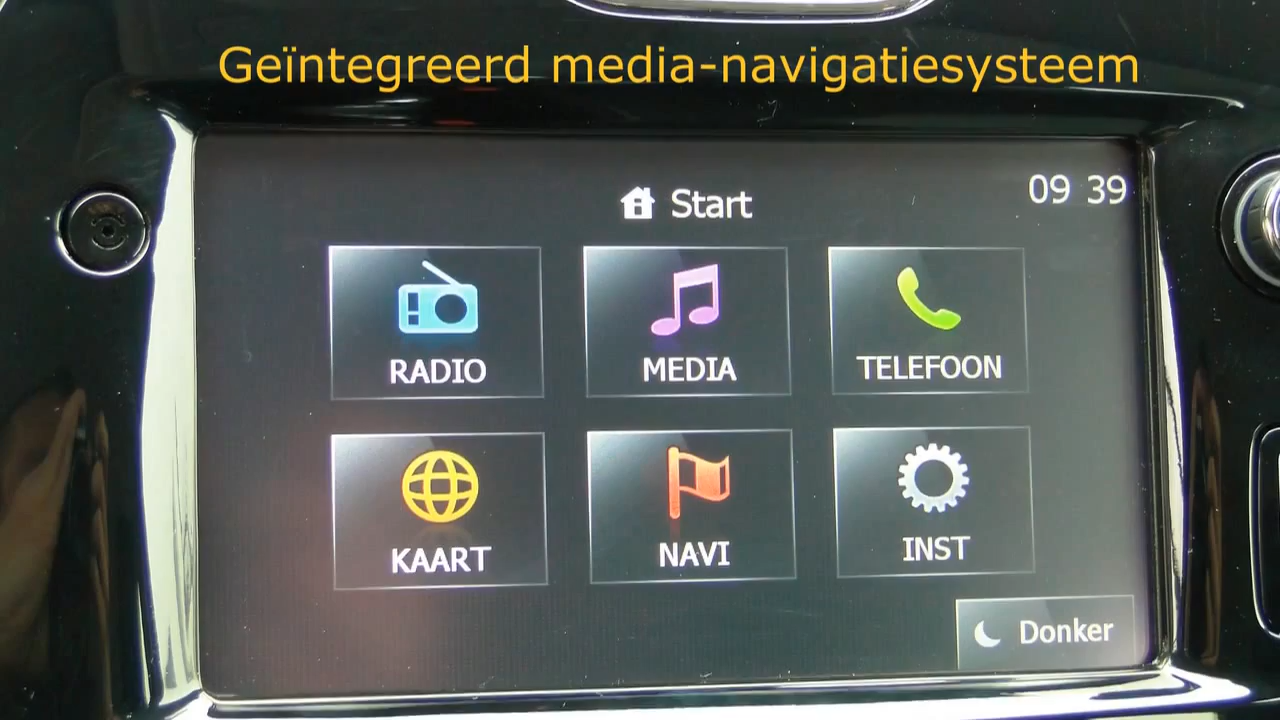 Geïntegreerd media-navigatiesysteem
Start
09 39
RADIO
MEDIA
TELEFOON
KAART
NAVI
INST
Donker